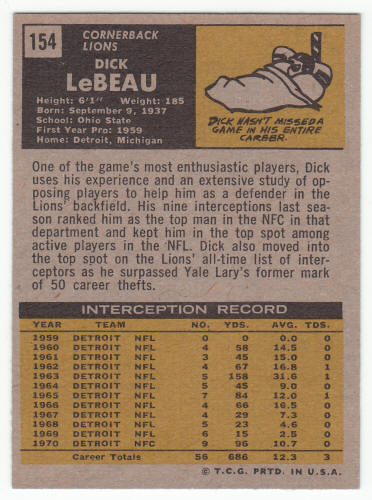 154
CORNERBACK
LIONS
DICK
LeBEAU
Height: 6'1" Weight: 185
Born: September 9, 1937
School: Ohio State
First Year Pro: 1959
Home: Detroit, Michigan
DICK HASN'T MISSED A
GAME IN HIS ENTIRE
CAREER.
One of the game's most enthusiastic players, Dick
uses his experience and an extensive study of op-
posing players to help him as a defender in the
Lions' backfield. His nine interceptions last sea-
son ranked him as the top man in the NFC in that
department and kept him in the top spot among
active players in the NFL. Dick also moved into
the top spot on the Lions' all-time list of inter-
ceptors as he surpassed Yale Lary's former mark
of 50 career thefts.
INTERCEPTION RECORD
YEAR TEAM NO. YDS. AVG. TDS.
1959 DETROIT NFL 0 0 0.0 0
1960 DETROIT NFL 4 58 14.5 0
1961 DETROIT NFL 3 45 15.0 0
1962 DETROIT NFL 4 67 16.8 1
1963 DETROIT NFL 5 158 31.6 1
1964 DETROIT NFL 5 45 9.0 0
1965 DETROIT NFL 7 84 12.0 1
1966 DETROIT NFL 4 66 16.5 0
1967 DETROIT NFL 4 29 7.3 0
1968 DETROIT NFL 5 23 4.6 0
1969 DETROIT NFL 6 15 2.5 0
1970 DETROIT NFC 9 96 10.7 0
Career Totals 56 686 12.3 3
© T.C.G. PRTD. IN U.S.A.